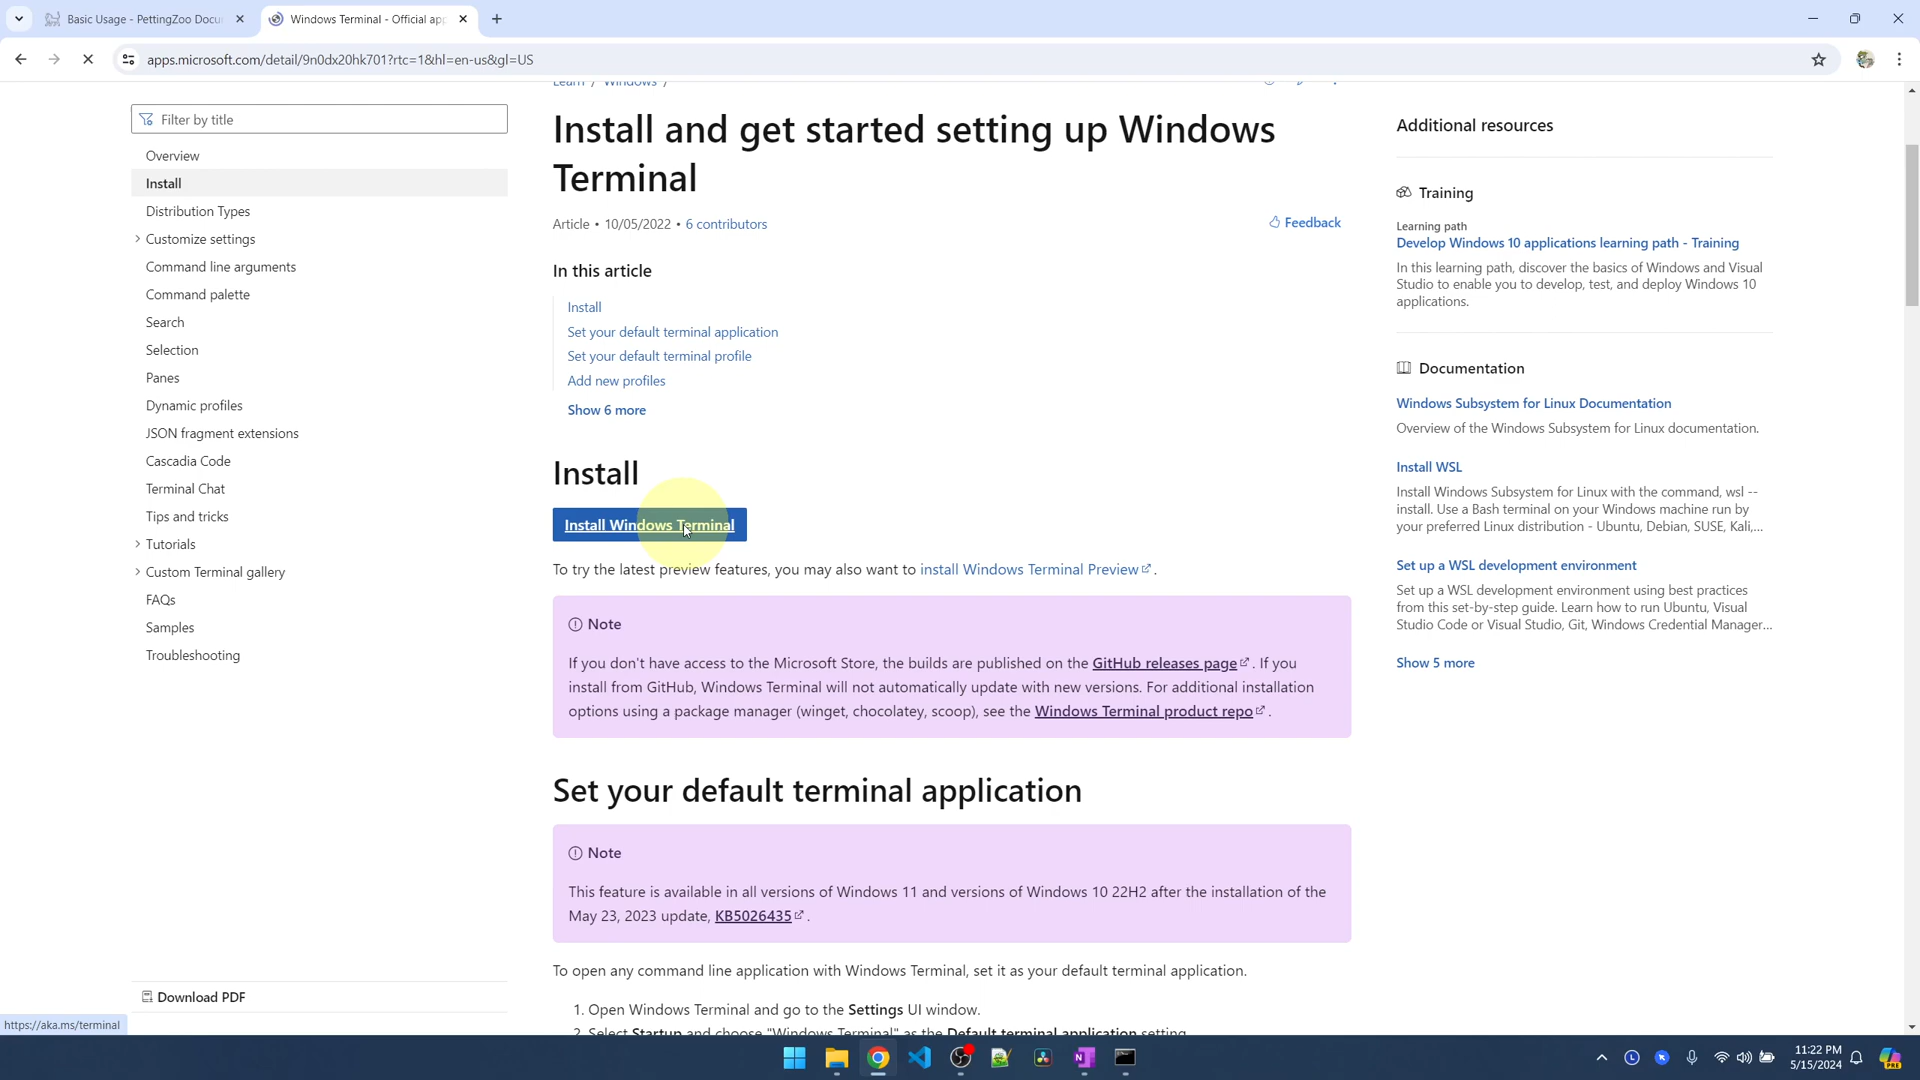 Basic Usage - PettingZoo Docu
Windows Terminal - Official app
apps.microsoft.com/detail/9n0dx20hk701?rtc=1&hl=en-us&gl=US
Learn / Windows /
Filter by title
Overview
Install
Distribution Types
Customize settings
Command line arguments
Command palette
Search
Selection
Panes
Dynamic profiles
JSON fragment extensions
Cascadia Code
Terminal Chat
Tips and tricks
Tutorials
Custom Terminal gallery
FAQs
Samples
Troubleshooting
Download PDF
Install and get started setting up Windows
Terminal
Article • 10/05/2022 • 6 contributors
Feedback
In this article
Install
Set your default terminal application
Set your default terminal profile
Add new profiles
Show 6 more
Install
Install Windows Terminal
To try the latest preview features, you may also want to install Windows Terminal Preview .
Note
If you don't have access to the Microsoft Store, the builds are published on the GitHub releases page . If you
install from GitHub, Windows Terminal will not automatically update with new versions. For additional installation
options using a package manager (winget, chocolatey, scoop), see the Windows Terminal product repo .
Set your default terminal application
Note
This feature is available in all versions of Windows 11 and versions of Windows 10 22H2 after the installation of the
May 23, 2023 update, KB5026435 .
To open any command line application with Windows Terminal, set it as your default terminal application.
1. Open Windows Terminal and go to the Settings UI window.
2. Select Startup and choose "Windows Terminal" as the Default terminal application setting.
Additional resources
Training
Learning path
Develop Windows 10 applications learning path - Training
In this learning path, discover the basics of Windows and Visual
Studio to enable you to develop, test, and deploy Windows 10
applications.
Documentation
Windows Subsystem for Linux Documentation
Overview of the Windows Subsystem for Linux documentation.
Install WSL
Install Windows Subsystem for Linux with the command, wsl --
install. Use a Bash terminal on your Windows machine run by
your preferred Linux distribution - Ubuntu, Debian, SUSE, Kali,...
Set up a WSL development environment
Set up a WSL development environment using best practices
from this set-by-step guide. Learn how to run Ubuntu, Visual
Studio Code or Visual Studio, Git, Windows Credential Manager...
Show 5 more
https://aka.ms/terminal
11:22 PM
5/15/2024
PRE